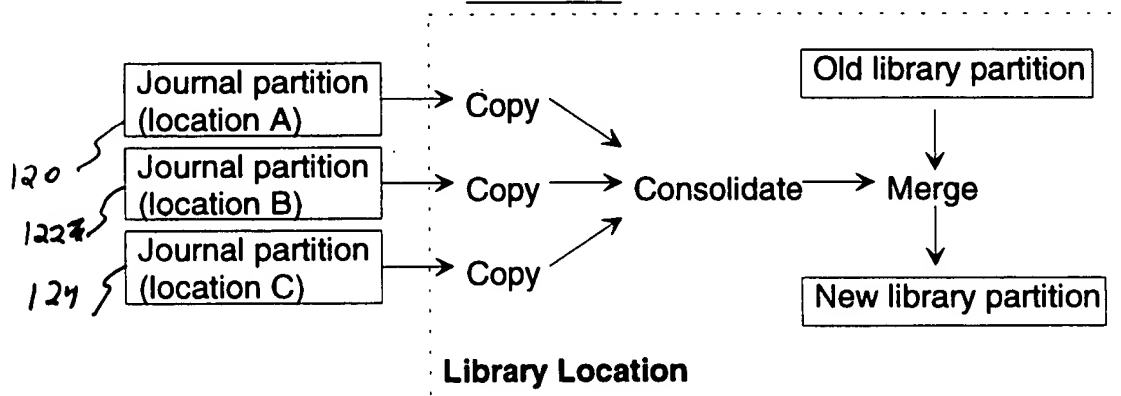 Journal partition
(location A)
Copy
Old library partition
120
Journal partition
(location B)
Copy
Consolidate
Merge
122
Journal partition
(location C)
Copy
124
New library partition
Library Location